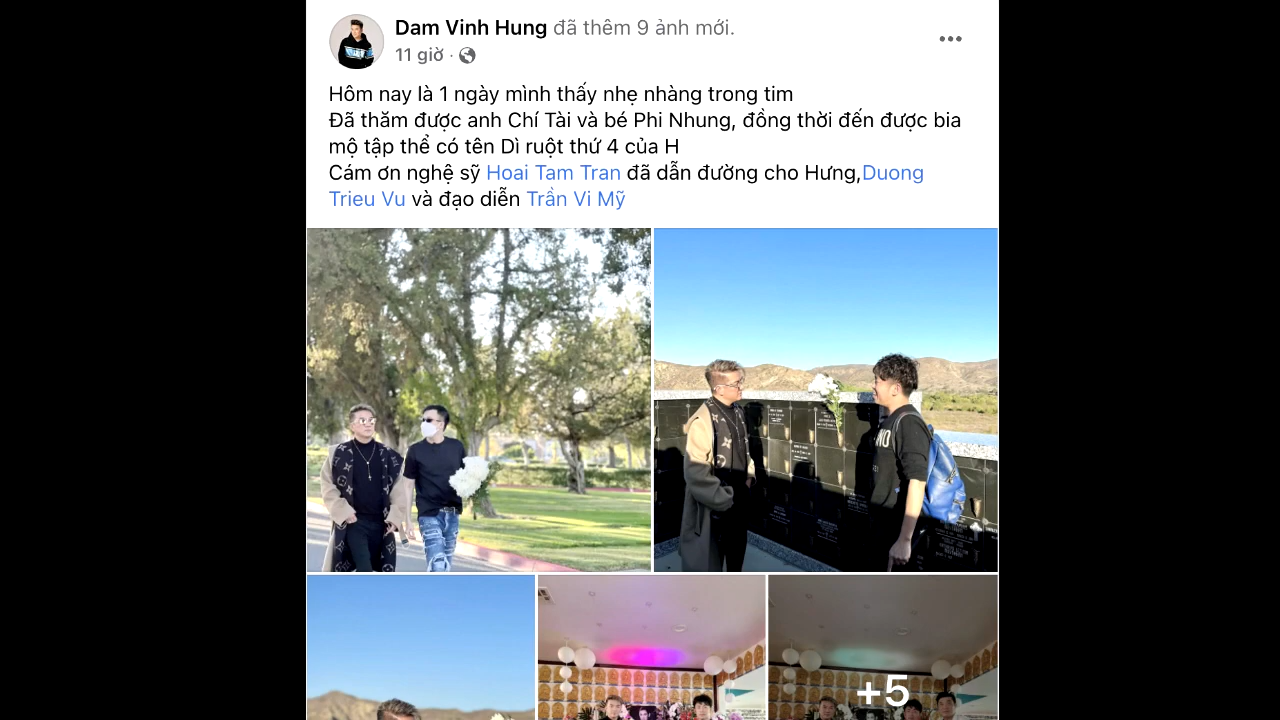 Dam Vinh Hung đã thêm 9 ảnh mới.
11 giờ ·
Hôm nay là 1 ngày mình thấy nhẹ nhàng trong tim
Đã thăm được anh Chí Tài và bé Phi Nhung, đồng thời đến được bia
mộ tập thể có tên Dì ruột thứ 4 của H
Cám ơn nghệ sỹ Hoai Tam Tran đã dẫn đường cho Hưng,Duong
Trieu Vu và đạo diễn Trần Vi Mỹ
+5